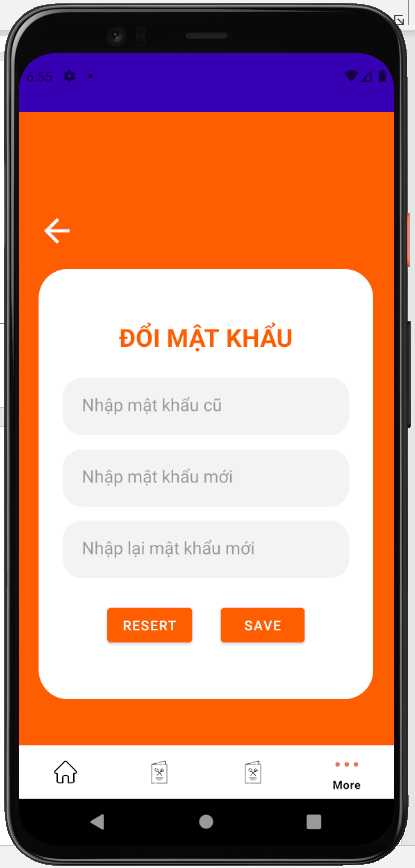 6:55
ĐỔI MẬT KHẨU
Nhập mật khẩu cũ
Nhập mật khẩu mới
Nhập lại mật khẩu mới
RESERT SAVE
More